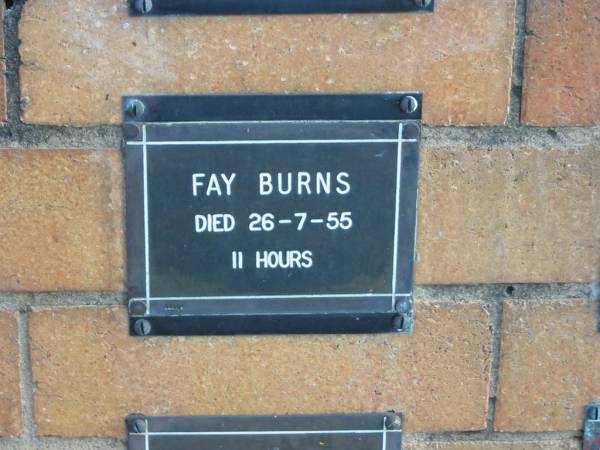 FAY BURNS
DIED 26-7-55
11 HOURS